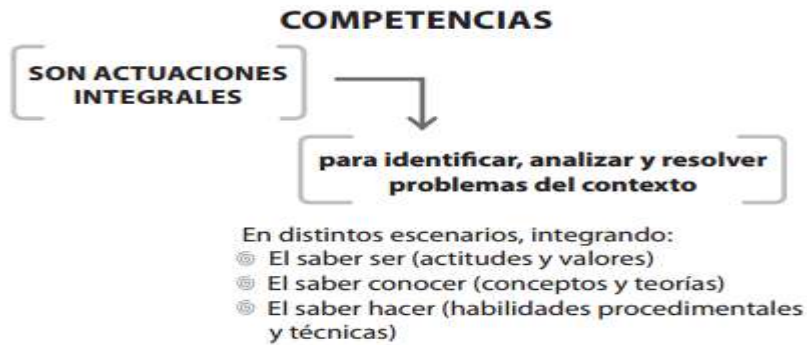 COMPETENCIAS
SON ACTUACIONES
INTEGRALES
para identificar, analizar y resolver
problemas del contexto
En distintos escenarios, integrando:
El saber ser (actitudes y valores)
El saber conocer (conceptos y teorías)
El saber hacer (habilidades procedimentales
y técnicas)